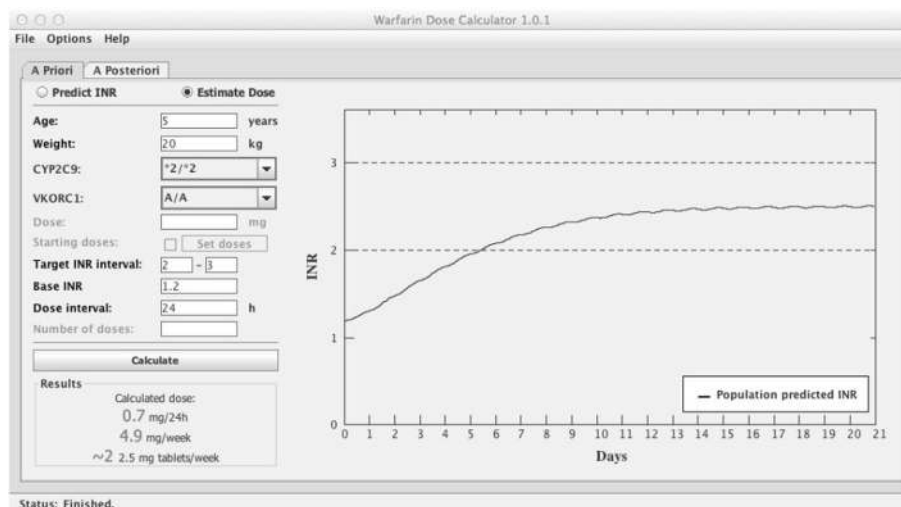 Warfarin Dose Calculator 1.0.1
File Options Help
A Priori A Posteriori
Predict INR Estimate Dose
Age: 5 years
Weight: 20 kg
CYP2C9: *2/*2
VKORC1: A/A
Dose: mg
Starting doses: Set doses
Target INR interval: 2 - 3
Base INR 1.2
Dose interval: 24 h
Number of doses:
Calculate
Results
Calculated dose:
0.7 mg/24h
4.9 mg/week
~2 2.5 mg tablets/week
INR
3
2
1
0
Population predicted INR
0 1 2 3 4 5 6 7 8 9 10 11 12 13 14 15 16 17 18 19 20 21
Days
Status: Finished.